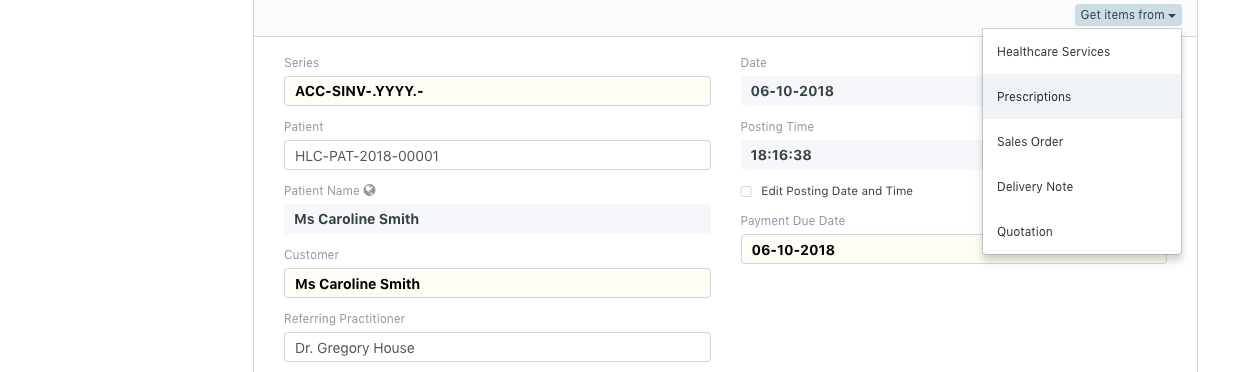 Get items from
Healthcare Services
Prescriptions
Sales Order
Delivery Note
Quotation
Series
ACC-SINV-.YYYY.-
Patient
HLC-PAT-2018-00001
Patient Name
Ms Caroline Smith
Customer
Ms Caroline Smith
Referring Practitioner
Dr. Gregory House
Date
06-10-2018
Posting Time
18:16:38
Edit Posting Date and Time
Payment Due Date
06-10-2018